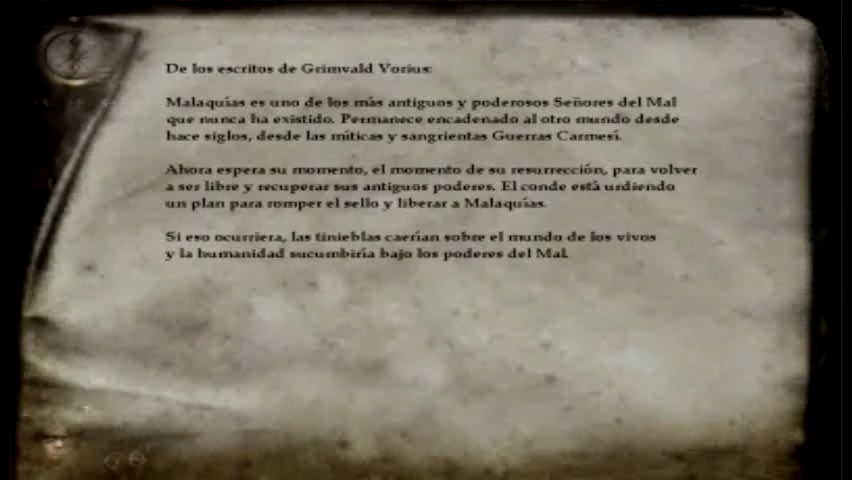 De los escritos de Grimvald Vorius:
Malaquías es uno de los más antiguos y poderosos Señores del Mal
que nunca ha existido. Permanece encadenado al otro mundo desde
hace siglos, desde las míticas y sangrientas Guerras Carmesí.
Ahora espera su momento, el momento de su resurrección, para volver
a ser libre y recuperar sus antiguos poderes. El conde está urdiendo
un plan para romper el sello y liberar a Malaquías.
Si eso ocurriera, las tinieblas caerían sobre el mundo de los vivos
y la humanidad sucumbiría bajo los poderes del Mal.